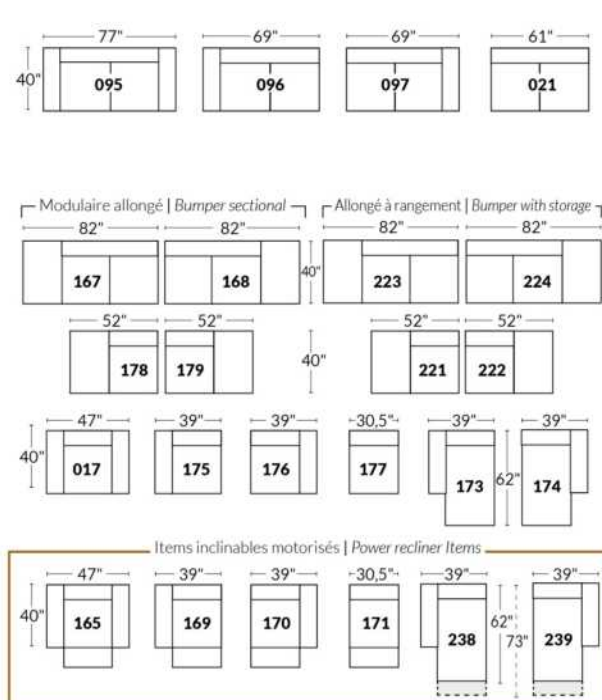 77" 69" 69" 61"
40" 095 096 097 021
Modulaire allongé | Bumper sectional Allongé à rangement | Bumper with storage
82" 82" 82" 82"
167 168 40" 223 224
52" 52" 52" 52"
178 179 40" 221 222
47" 39" 39" 30,5" 39" 39"
40" 017 175 176 177 173 62" 174
Items inclinables motorisés | Power recliner Items
47" 39" 39" 30,5" 39" 39"
40" 165 169 170 171 238 62" 73" 239